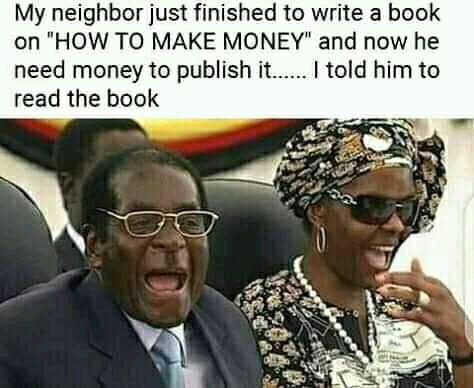 My neighbor just finished to write a book
on "HOW TO MAKE MONEY" and now he
need money to publish it...... I told him to
read the book